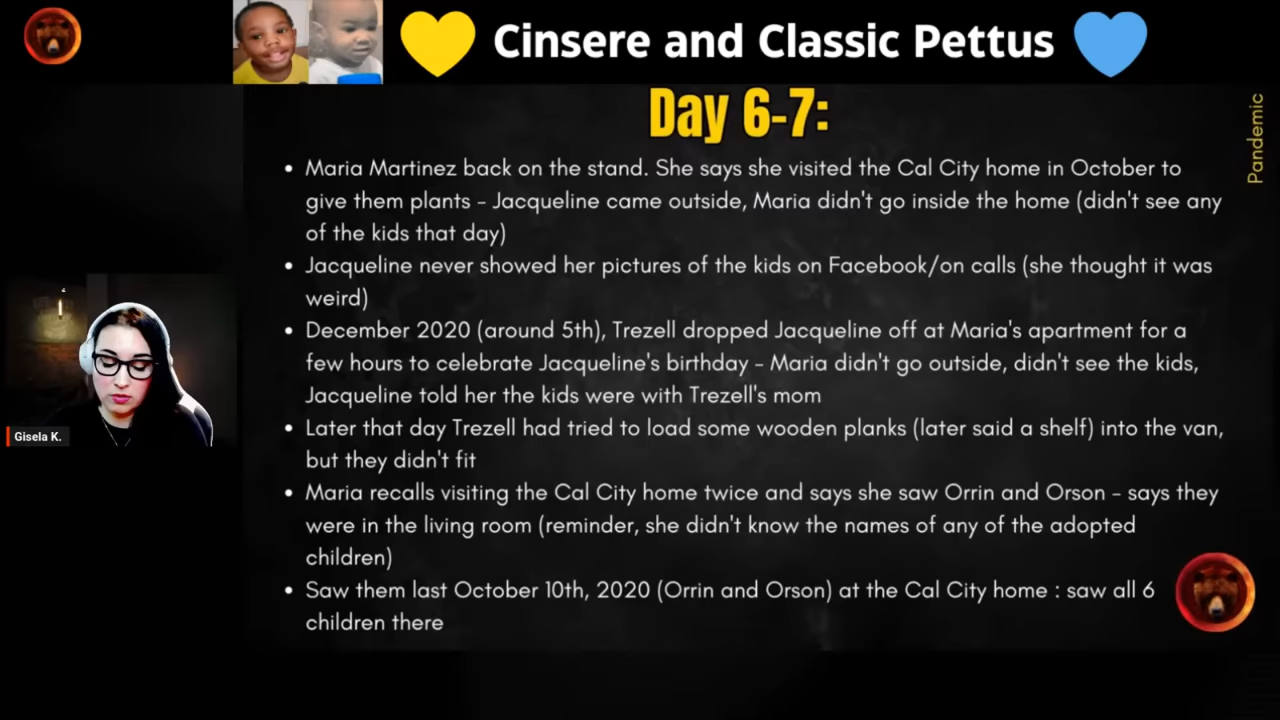 Cinsere and Classic Pettus
Day 6-7:
Pandemic
• Maria Martinez back on the stand. She says she visited the Cal City home in October to
give them plants - Jacqueline came outside, Maria didn't go inside the home (didn't see any
of the kids that day)
• Jacqueline never showed her pictures of the kids on Facebook/on calls (she thought it was
weird)
• December 2020 (around 5th), Trezell dropped Jacqueline off at Maria's apartment for a
few hours to celebrate Jacqueline's birthday - Maria didn't go outside, didn't see the kids,
Jacqueline told her the kids were with Trezell's mom
• Later that day Trezell had tried to load some wooden planks (later said a shelf) into the van,
but they didn't fit
• Maria recalls visiting the Cal City home twice and says she saw Orrin and Orson - says they
were in the living room (reminder, she didn't know the names of any of the adopted
children)
• Saw them last October 10th, 2020 (Orrin and Orson) at the Cal City home : saw all 6
children there
Gisela K.